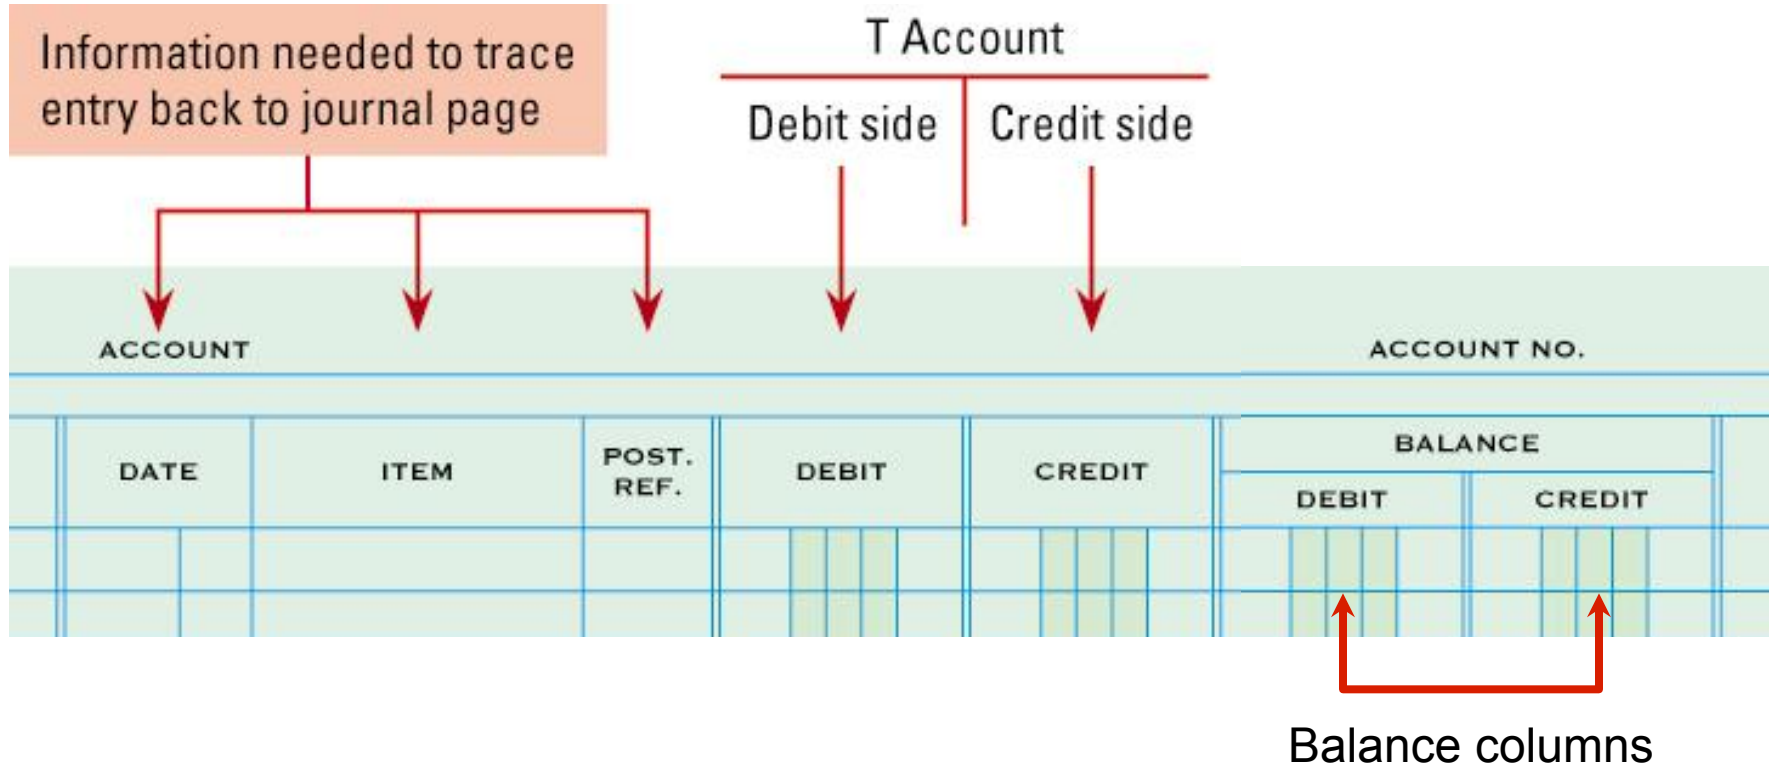 Information needed to trace
entry back to journal page
T Account
Debit side
Credit side
ACCOUNT
ACCOUNT NO.
DATE
ITEM
POST.
REF.
DEBIT
CREDIT
BALANCE
DEBIT
CREDIT
Balance columns